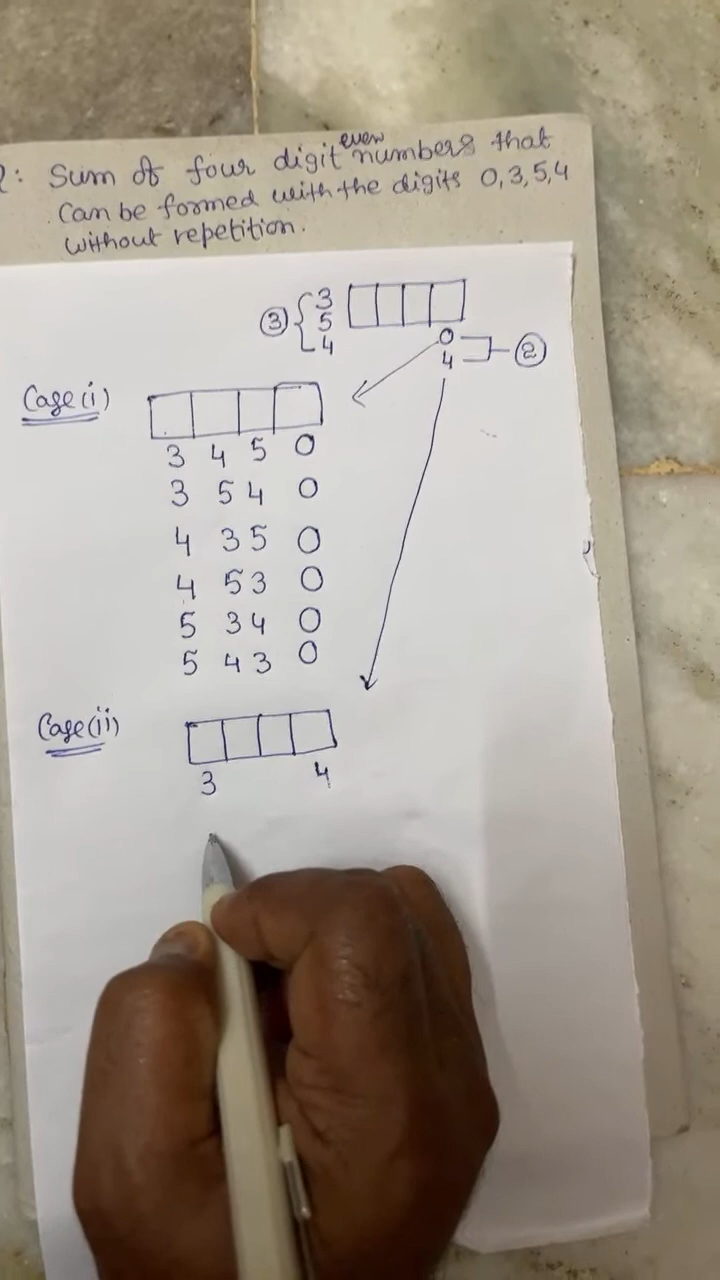 Q: Sum of four digit even numbers that
can be formed with the digits 0,3,5,4
without repetition.
③ { 3
5
4
0
4
②
Case(i)
3 4 5 0
3 5 4 0
4 3 5 0
4 5 3 0
5 3 4 0
5 4 3 0
Case(ii)
3 4